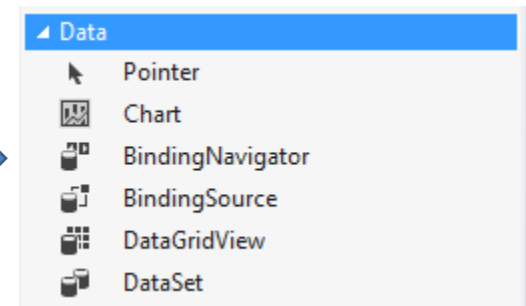 Data
Pointer
Chart
BindingNavigator
BindingSource
DataGridView
DataSet